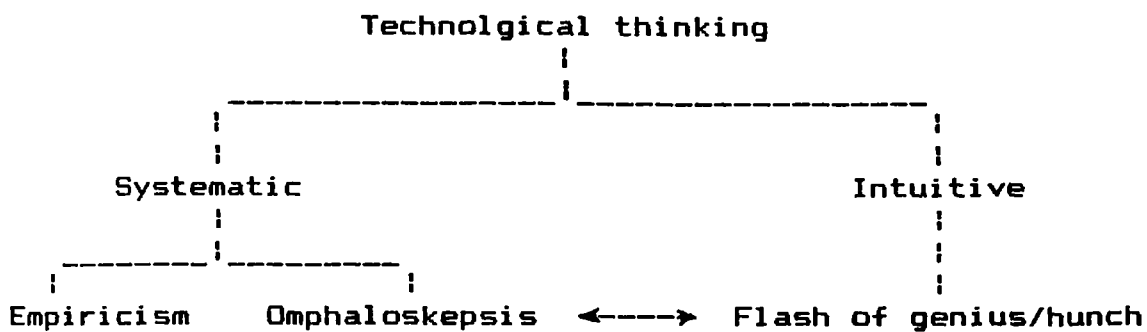 Technolgical thinking
Systematic Intuitive
Empiricism Omphaloskepsis <----> Flash of genius/hunch